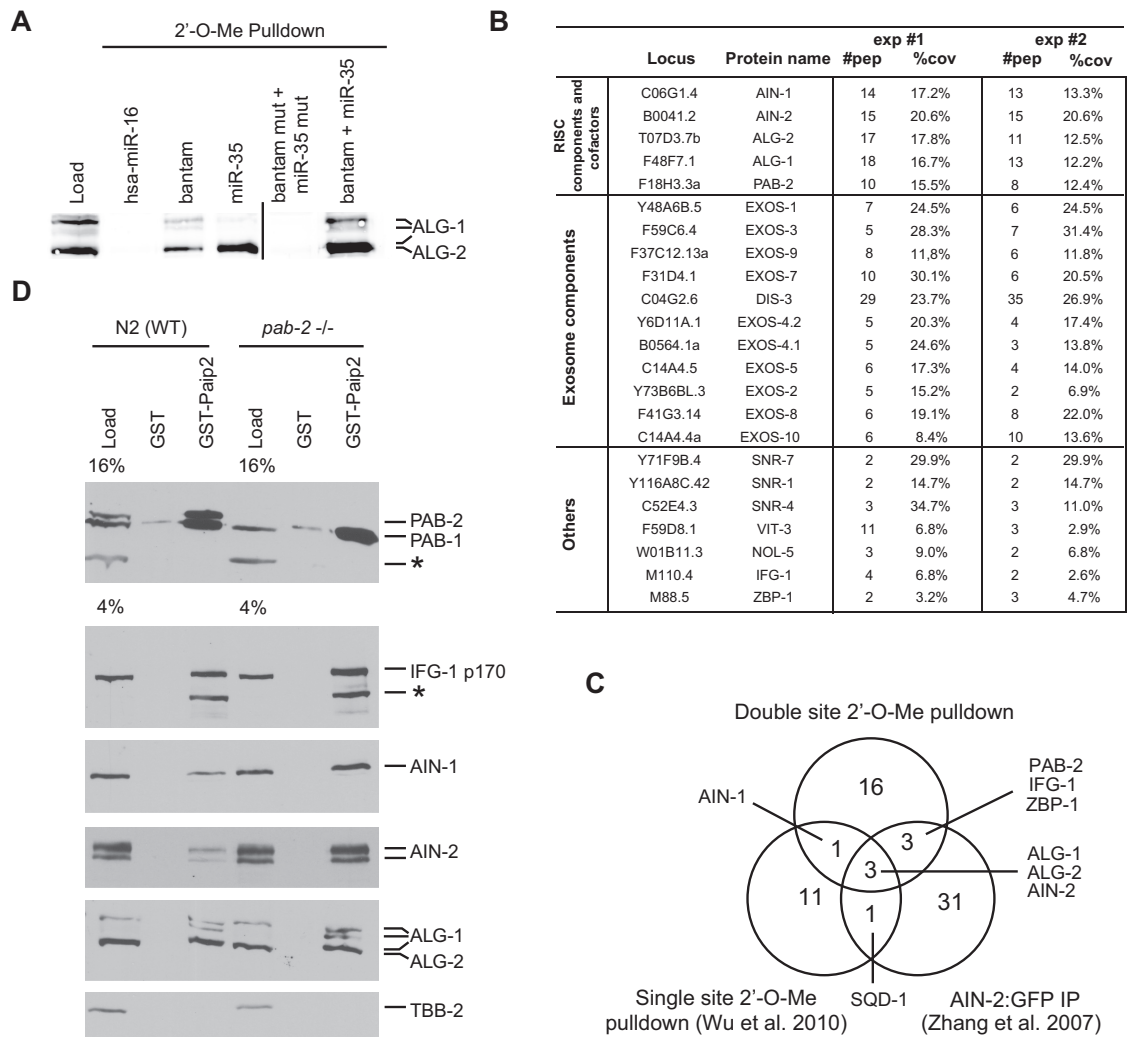 A
2'-O-Me Pulldown
Load
hsa-miR-16
bantam
miR-35
bantam mut +
miR-35 mut
bantam + miR-35
ALG-1
ALG-2
B
exp #1 exp #2
Locus Protein name #pep %cov #pep %cov
RISC
components and
cofactors
C06G1.4 AIN-1 14 17.2% 13 13.3%
B0041.2 AIN-2 15 20.6% 15 20.6%
T07D3.7b ALG-2 17 17.8% 11 12.5%
F48F7.1 ALG-1 18 16.7% 13 12.2%
F18H3.3a PAB-2 10 15.5% 8 12.4%
Exosome components
Y48A6B.5 EXOS-1 7 24.5% 6 24.5%
F59C6.4 EXOS-3 5 28.3% 7 31.4%
F37C12.13a EXOS-9 8 11,8% 6 11.8%
F31D4.1 EXOS-7 10 30.1% 6 20.5%
C04G2.6 DIS-3 29 23.7% 35 26.9%
Y6D11A.1 EXOS-4.2 5 20.3% 4 17.4%
B0564.1a EXOS-4.1 5 24.6% 3 13.8%
C14A4.5 EXOS-5 6 17.3% 4 14.0%
Y73B6BL.3 EXOS-2 5 15.2% 2 6.9%
F41G3.14 EXOS-8 6 19.1% 8 22.0%
C14A4.4a EXOS-10 6 8.4% 10 13.6%
Others
Y71F9B.4 SNR-7 2 29.9% 2 29.9%
Y116A8C.42 SNR-1 2 14.7% 2 14.7%
C52E4.3 SNR-4 3 34.7% 3 11.0%
F59D8.1 VIT-3 11 6.8% 3 2.9%
W01B11.3 NOL-5 3 9.0% 2 6.8%
M110.4 IFG-1 4 6.8% 2 2.6%
M88.5 ZBP-1 2 3.2% 3 4.7%
D
N2 (WT) pab-2 -/-
Load
GST
GST-Paip2
Load
GST
GST-Paip2
16% 16%
PAB-2
PAB-1
*
4% 4%
IFG-1 p170
*
AIN-1
AIN-2
ALG-1
ALG-2
TBB-2
C
Double site 2'-O-Me pulldown
16
AIN-1
PAB-2
IFG-1
ZBP-1
1
3
3
ALG-1
ALG-2
AIN-2
11
1
31
SQD-1
Single site 2'-O-Me
pulldown (Wu et al. 2010)
AIN-2:GFP IP
(Zhang et al. 2007)